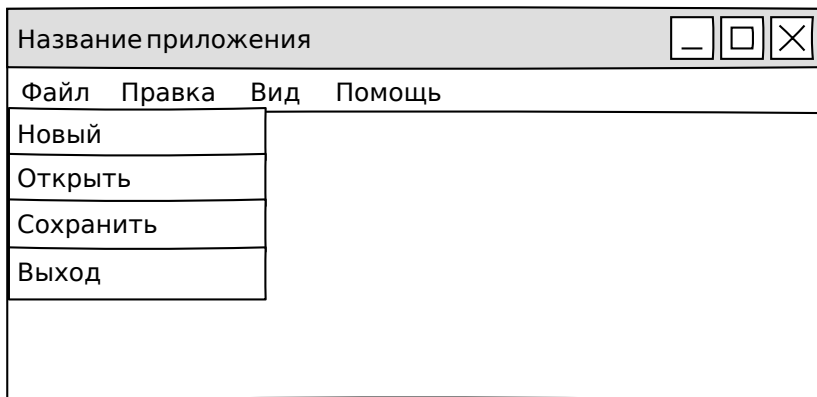 Название приложения
Файл Правка Вид Помощь
Новый
Открыть
Сохранить
Выход